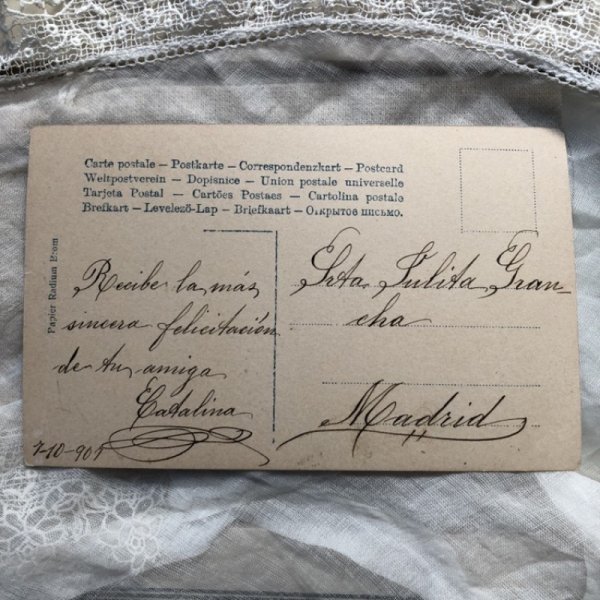 Carte postale – Postkarte – Correspondenzkart – Postcard
Weltpostverein – Dopisnice – Union postale universelle
Tarjeta Postal – Cartões Postaes – Cartolina postale
Brefkart – Levelező-Lap – Briefkaart – Открытое письмо.
Papier Radium Brom
Recibe la más
sincera felicitación
de tu amiga
Catalina
7-10-90
Srta. Julita Gran-
cha
Madrid